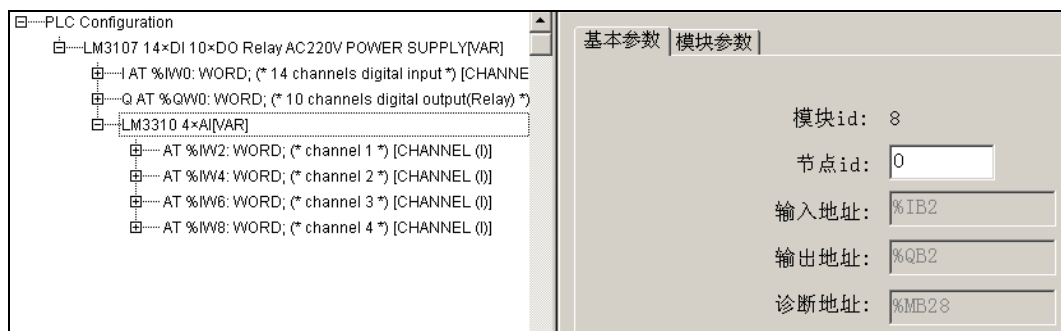 PLC Configuration
LM3107 14×DI 10×DO Relay AC220V POWER SUPPLY[VAR]
I AT %IW0: WORD; (* 14 channels digital input *) [CHANNE
Q AT %QW0: WORD; (* 10 channels digital output(Relay) *)
LM3310 4×AI[VAR]
AT %IW2: WORD; (* channel 1 *) [CHANNEL (I)]
AT %IW4: WORD; (* channel 2 *) [CHANNEL (I)]
AT %IW6: WORD; (* channel 3 *) [CHANNEL (I)]
AT %IW8: WORD; (* channel 4 *) [CHANNEL (I)]
基本参数 模块参数
模块id: 8
节点id: 0
输入地址: %IB2
输出地址: %QB2
诊断地址: %MB28